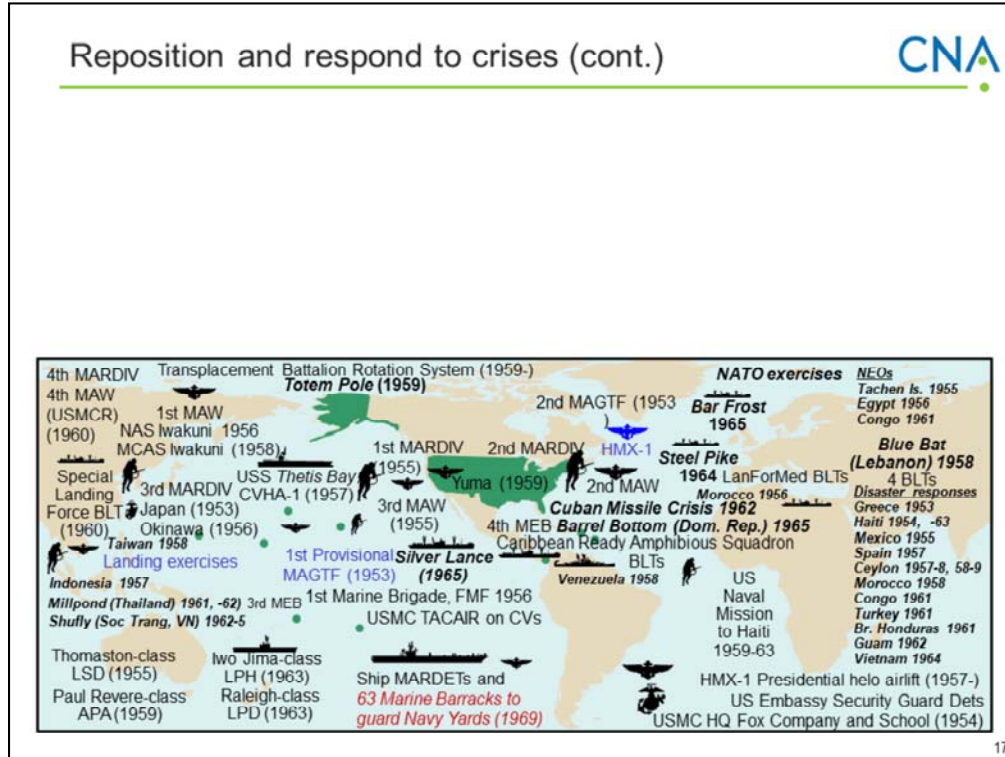 Reposition and respond to crises (cont.)
CNA
4th MARDIV
4th MAW
(USMCR)
(1960)
Transplacement Battalion Rotation System (2959-)
Totem Pole (1959)
1st MAW
NAS Iwakuni 1956
MCAS Iwakuni (1958)
Special
Landing
Force BLT
(1960)
3rd MARDIV
Japan (1953)
Okinawa (1956)
USS Thetis Bay
CVHA-1 (1957)
1st MARDIV
(1955)
3rd MAW
(1955)
Yuma (1959)
2nd MARDIV
2nd MAGTF (1953
)
HMX-1
2nd MAW
NATO exercises
Bar Frost
1965
Steel Pike
1964
LanForMed BLTs
Morocco 1956
NEOs
Tachen Is. 1955
Egypt 1956
Congo 1961
Blue Bat
(Lebanon) 1958
4 BLTs
Disaster responses
Greece 1953
Haiti 1954, -63
Mexico 1955
Spain 1957
Ceylon 1957-8, 58-9
Morocco 1958
Congo 1961
Turkey 1961
Br. Honduras 1961
Guam 1962
Vietnam 1964
Cuban Missile Crisis 1962
4th MEB Barrel Bottom (Dom. Rep.) 1965
Caribbean Ready Amphibious Squadron
BLTs
Venezuela 1958
Taiwan 1958
Landing exercises
Indonesia 1957
Millpond (Thailand) 1961, -62) 3rd MEB
Shufly (Soc Trang, VN) 1962-5
1st Provisional
MAGTF (1953)
Silver Lance
(1965)
1st Marine Brigade, FMF 1956
USMC TACAIR on CVs
US
Naval
Mission
to Haiti
1959-63
Thomaston-class
LSD (1955)
Paul Revere-class
APA (1959)
Iwo Jima-class
LPH (1963)
Raleigh-class
LPD (1963)
Ship MARDETs and
63 Marine Barracks to
guard Navy Yards (1969)
HMX-1 Presidential helo airlift (1957-)
US Embassy Security Guard Dets
USMC HQ Fox Company and School (1954)
17